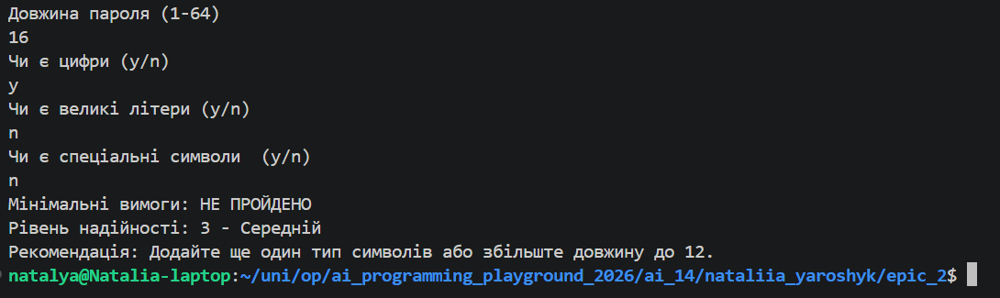 Довжина пароля (1-64)
16
Чи є цифри (y/n)
y
Чи є великі літери (y/n)
n
Чи є спеціальні символи  (y/n)
n
Мінімальні вимоги: НЕ ПРОЙДЕНО
Рівень надійності: 3 - Середній
Рекомендація: Додайте ще один тип символів або збільште довжину до 12.
natalya@Natalia-laptop:~/uni/op/ai_programming_playground_2026/ai_14/nataliia_yaroshyk/epic_2$